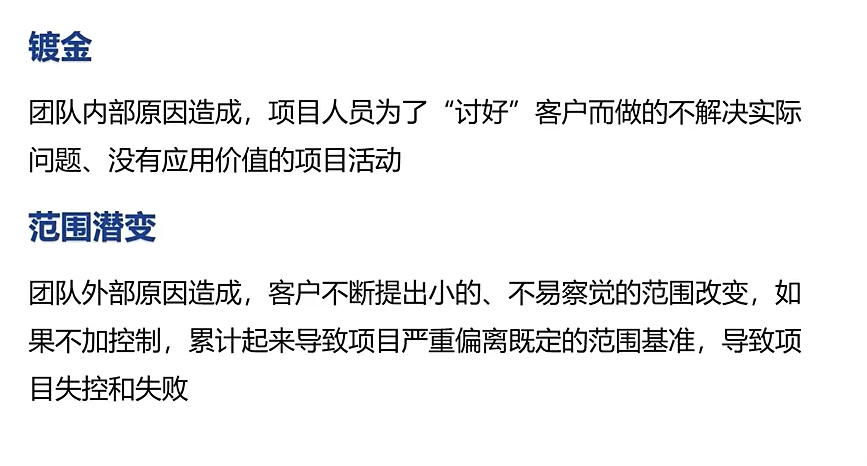 镀金
团队内部原因造成，项目人员为了“讨好”客户而做的不解决实际
问题、没有应用价值的项目活动
范围潜变
团队外部原因造成，客户不断提出小的、不易察觉的范围改变，如
果不加控制，累计起来导致项目严重偏离既定的范围基准，导致项
目失控和失败